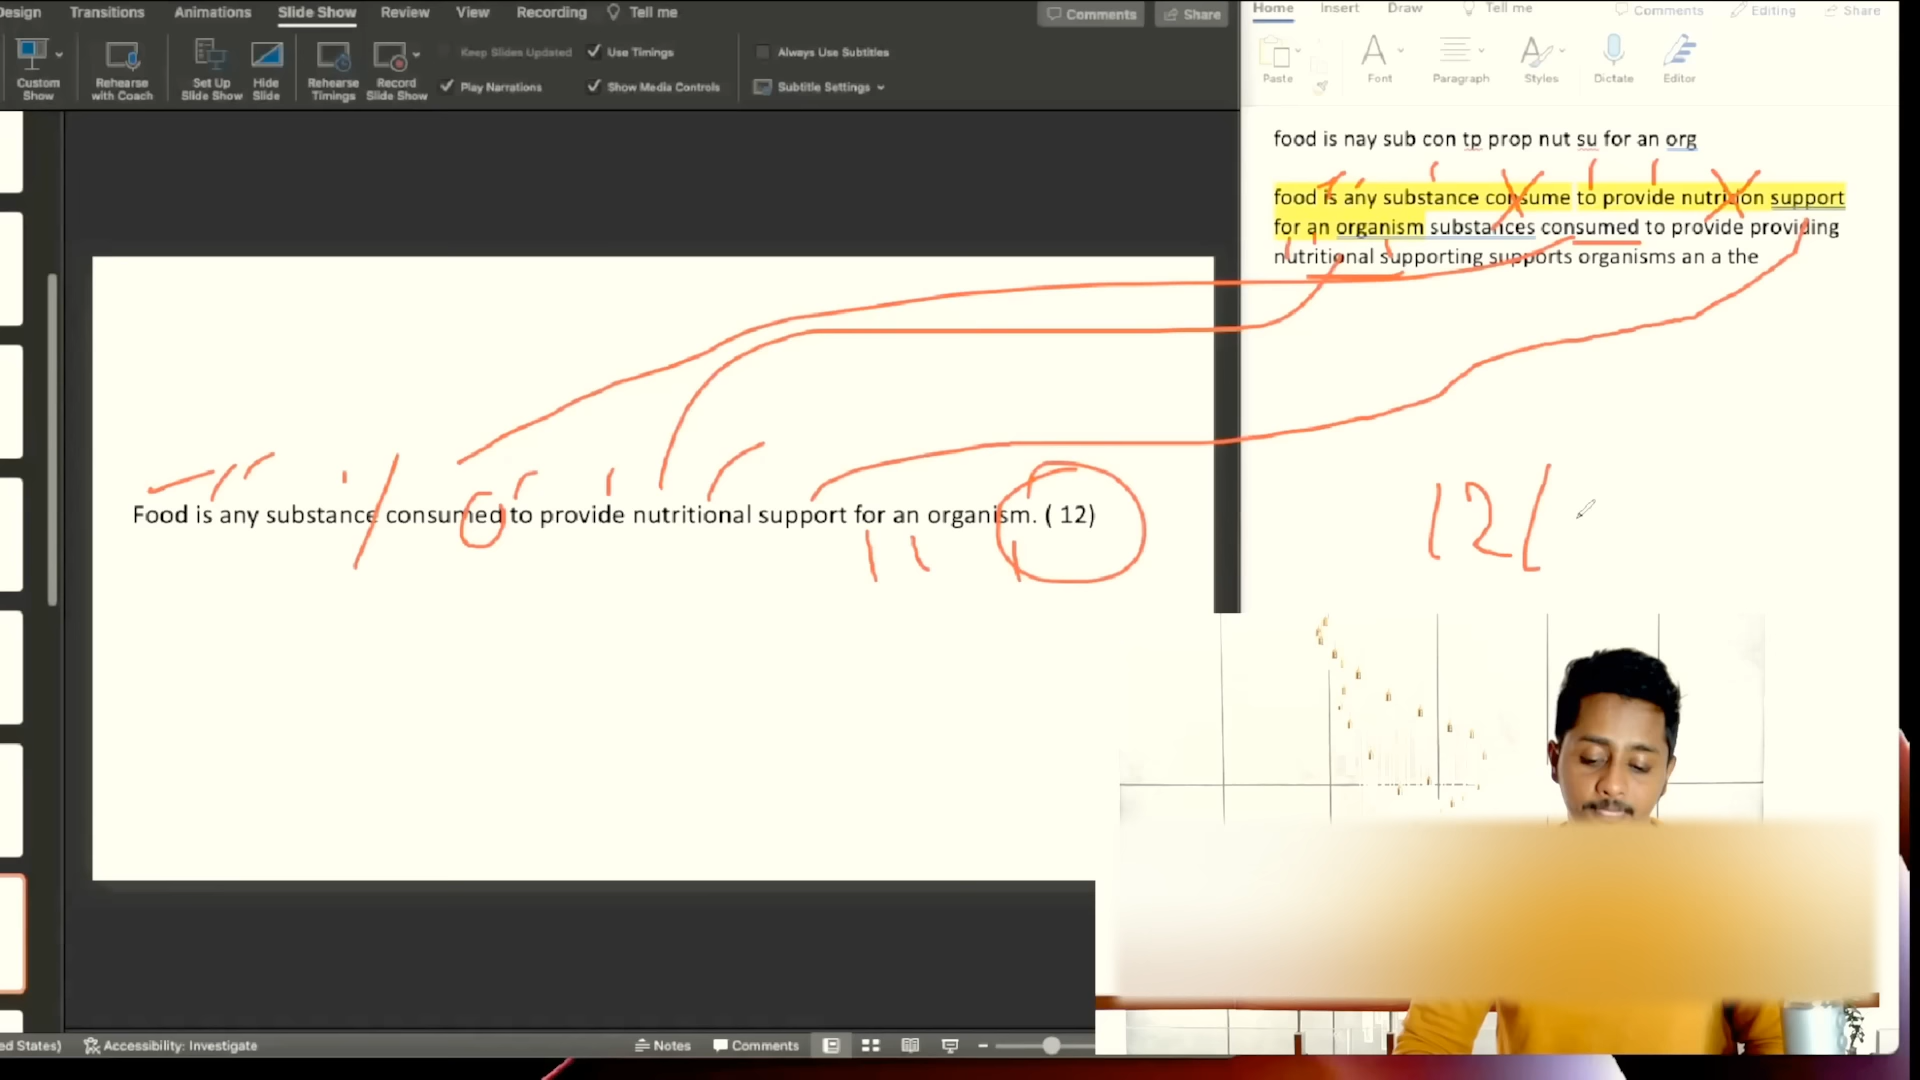 Design Transitions Animations Slide Show Review View Recording Tell me Comments Share
Custom Show
Rehearse with Coach
Set Up Slide Show
Hide Slide
Rehearse Timings
Record Slide Show
Keep Slides Updated
Use Timings
Play Narrations
Show Media Controls
Always Use Subtitles
Subtitle Settings
Home Insert Draw Tell me Comments Editing Share
Paste Font Paragraph Styles Dictate Editor
food is nay sub con tp prop nut su for an org
food is any substance consume to provide nutrition support
for an organism substances consumed to provide providing
nutritional supporting supports organisms an a the
Food is any substance consumed to provide nutritional support for an organism. ( 12)
12/
ed States) Accessibility: Investigate Notes Comments